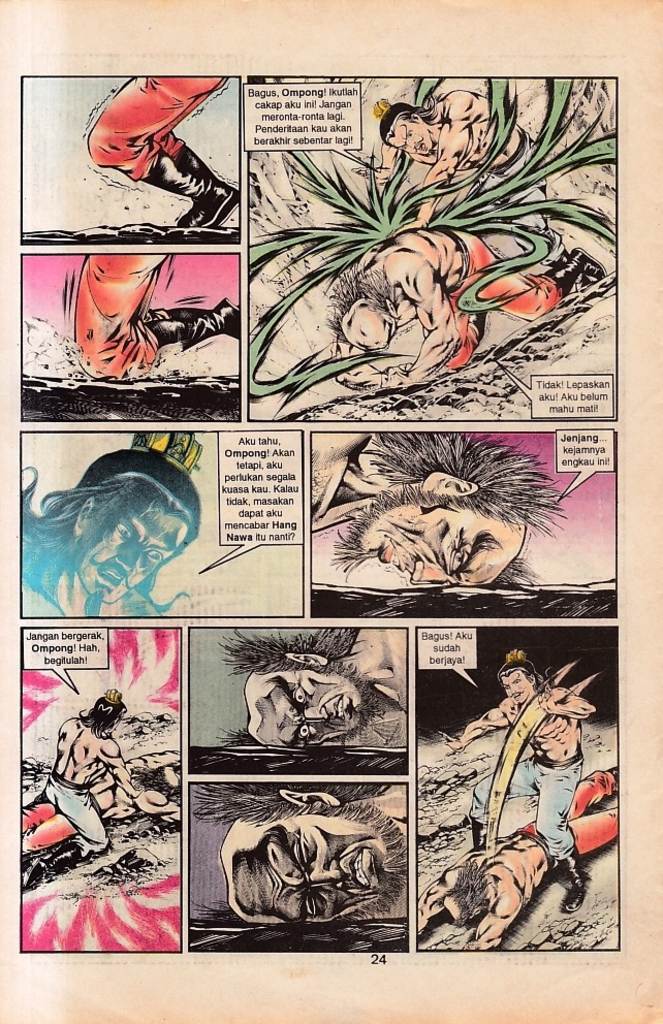 Bagus, Ompong! Ikutlah
cakap aku ini! Jangan
meronta-ronta lagi.
Penderitaan kau akan
berakhir sebentar lagi!
Tidak! Lepaskan
aku! Aku belum
mahu mati!
Aku tahu,
Ompong! Akan
tetapi, aku
perlukan segala
kuasa kau. Kalau
tidak, masakan
dapat aku
mencabar Hang
Nawa itu nanti?
Jenjang...
kejamnya
engkau ini!
Jangan bergerak,
Ompong! Hah,
begitulah!
Bagus! Aku
sudah
berjaya!
24